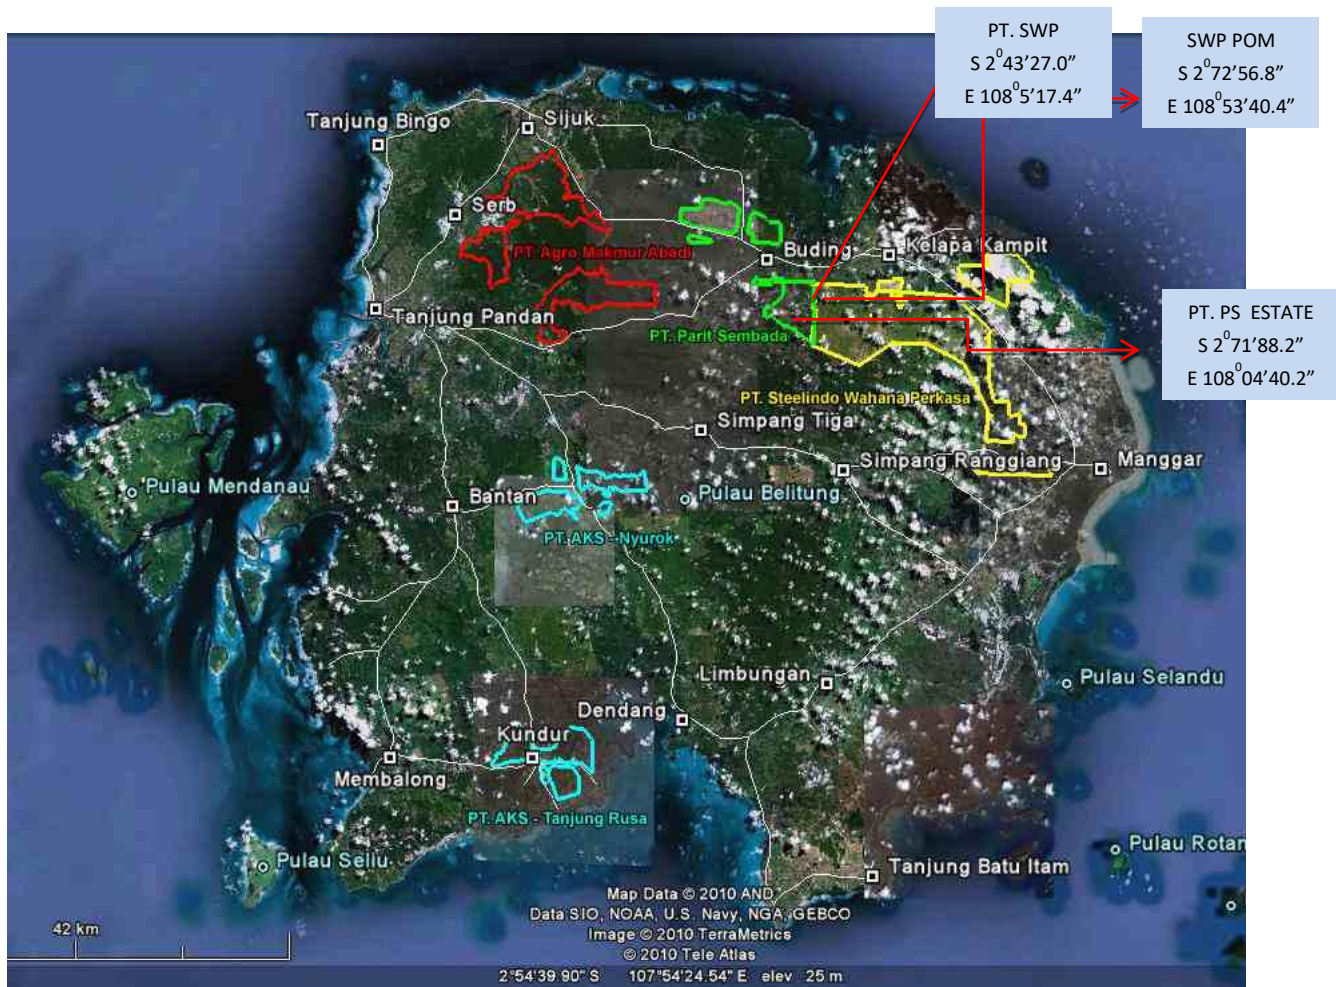 PT. SWP
S 2⁰43’27.0”
E 108⁰5’17.4”
SWP POM
S 2⁰72’56.8”
E 108⁰53’40.4”
Tanjung Bingo
Sijuk
Serb
PT. Agro Makmur Abadi
Buding
Kelapa Kampit
Tanjung Pandan
PT. Parit Sembada
PT. PS ESTATE
S 2⁰71’88.2”
E 108⁰04’40.2”
PT. Steelindo Wahana Perkasa
Simpang Tiga
Simpang Ranggiang
Manggar
Pulau Mendanau
Bantan
Pulau Belitung
PT. AKS - Nyurok
Limbungan
Pulau Selandu
Dendang
Kundur
Membalong
PT. AKS - Tanjung Rusa
Pulau Seliu
Tanjung Batu Itam
Pulau Rotan
Map Data © 2010 AND
Data SIO, NOAA, U.S. Navy, NGA, GEBCO
Image © 2010 TerraMetrics
© 2010 Tele Atlas
42 km
2°54'39.90" S 107°54'24.54" E elev 25 m